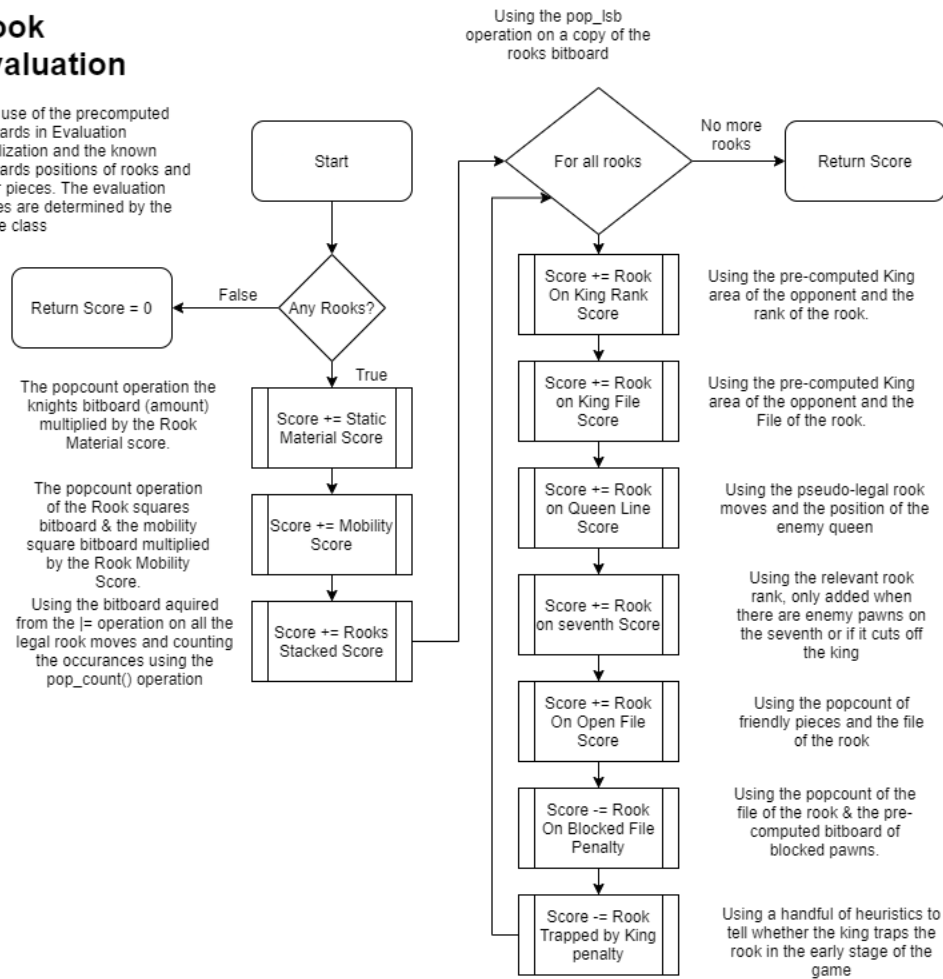 ook
valuation
use of the precomputed
ards in Evaluation
lization and the known
ards positions of rooks and
pieces. The evaluation
es are determined by the
e class
Start
Any Rooks?
False
Return Score = 0
True
The popcount operation the
knights bitboard (amount)
multiplied by the Rook
Material score.
Score += Static
Material Score
The popcount operation
of the Rook squares
bitboard & the mobility
square bitboard multiplied
by the Rook Mobility
Score.
Score += Mobility
Score
Using the bitboard aquired
from the |= operation on all the
legal rook moves and counting
the occurances using the
pop_count() operation
Score += Rooks
Stacked Score
Using the pop_lsb
operation on a copy of the
rooks bitboard
For all rooks
No more
rooks
Return Score
Score += Rook
On King Rank
Score
Using the pre-computed King
area of the opponent and the
rank of the rook.
Score += Rook
on King File
Score
Using the pre-computed King
area of the opponent and the
File of the rook.
Score += Rook
on Queen Line
Score
Using the pseudo-legal rook
moves and the position of the
enemy queen
Score += Rook
on seventh Score
Using the relevant rook
rank, only added when
there are enemy pawns on
the seventh or if it cuts off
the king
Score += Rook
On Open File
Score
Using the popcount of
friendly pieces and the file
of the rook
Score -= Rook
On Blocked File
Penalty
Using the popcount of the
file of the rook & the pre-
computed bitboard of
blocked pawns.
Score -= Rook
Trapped by King
penalty
Using a handful of heuristics to
tell whether the king traps the
rook in the early stage of the
game